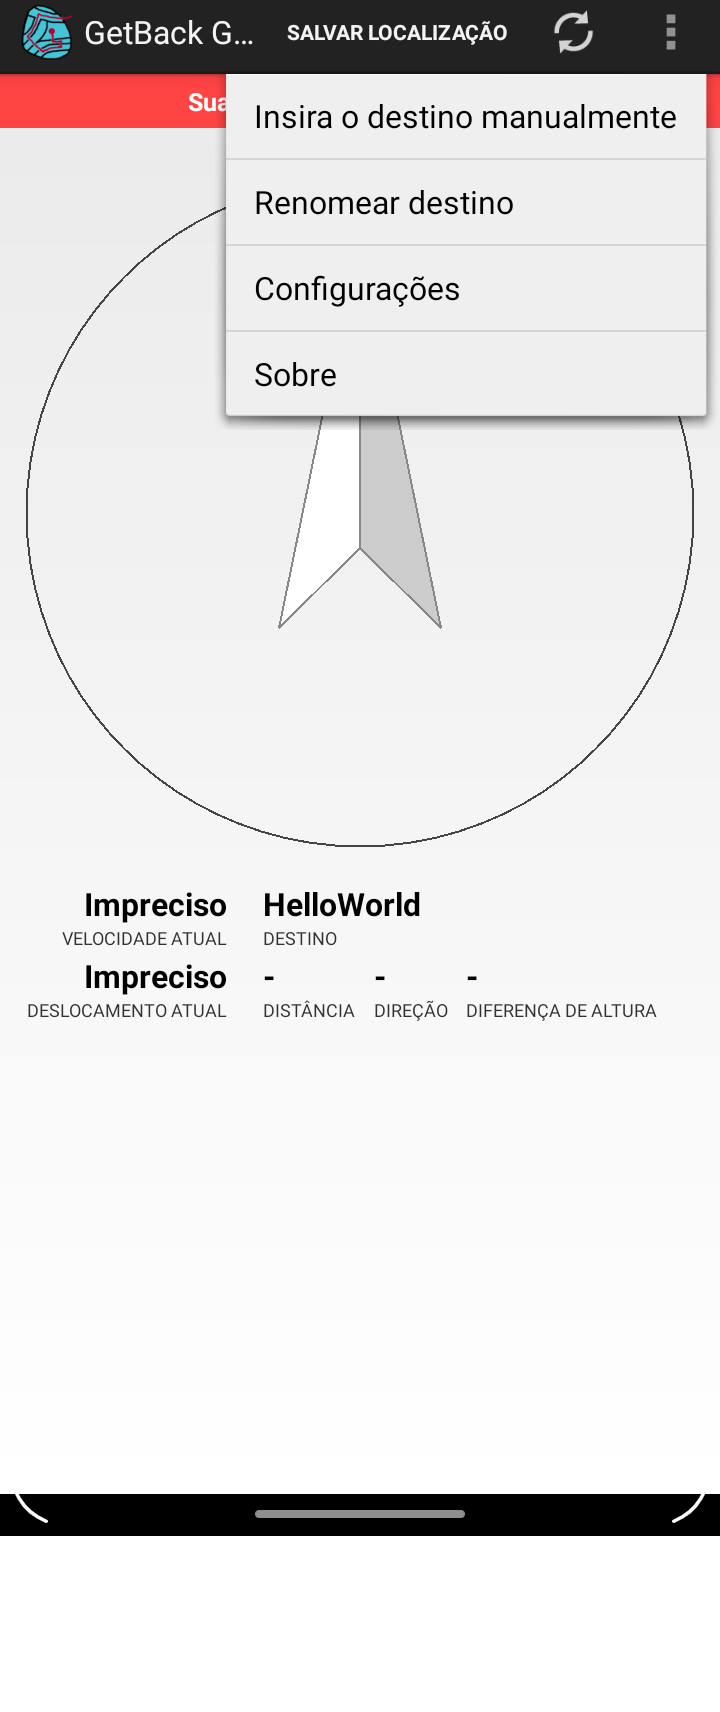 GetBack G... SALVAR LOCALIZAÇÃO
Insira o destino manualmente
Renomear destino
Configurações
Sobre
Impreciso HelloWorld
VELOCIDADE ATUAL DESTINO
Impreciso - - -
DESLOCAMENTO ATUAL DISTÂNCIA DIREÇÃO DIFERENÇA DE ALTURA